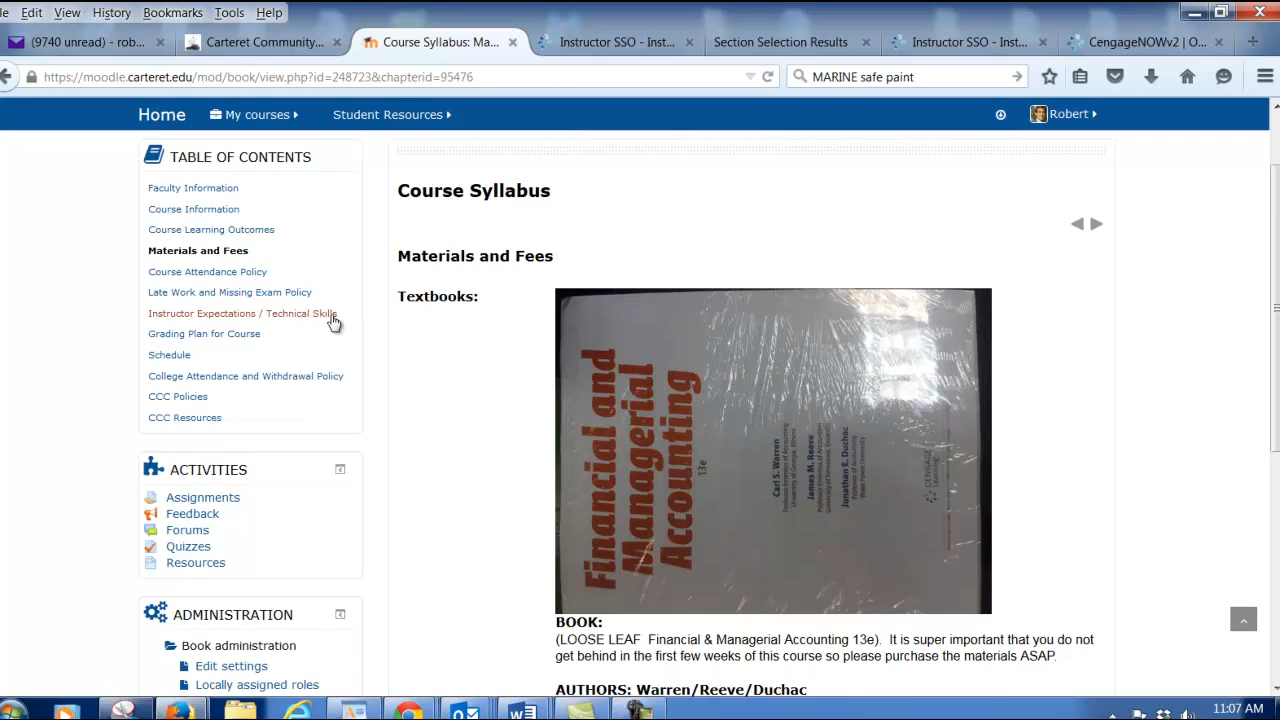 le Edit View History Bookmarks Tools Help
(9740 unread) - rob... × Carteret Community... × Course Syllabus: Ma... × Instructor SSO - Inst... × Section Selection Results × Instructor SSO - Inst... × CengageNOWv2 | O... × +
https://moodle.carteret.edu/mod/book/view.php?id=248723&chapterid=95476
MARINE safe paint
Home My courses Student Resources Robert
TABLE OF CONTENTS
Faculty Information
Course Information
Course Learning Outcomes
Materials and Fees
Course Attendance Policy
Late Work and Missing Exam Policy
Instructor Expectations / Technical Skills
Grading Plan for Course
Schedule
College Attendance and Withdrawal Policy
CCC Policies
CCC Resources
ACTIVITIES
Assignments
Feedback
Forums
Quizzes
Resources
ADMINISTRATION
Book administration
Edit settings
Locally assigned roles
Course Syllabus
Materials and Fees
Textbooks:
Financial and
Managerial
Accounting
13e
Carl S. Warren
James M. Reeve
Jonathan E. Duchac
CENGAGE
Learning
BOOK:
(LOOSE LEAF Financial & Managerial Accounting 13e). It is super important that you do not
get behind in the first few weeks of this course so please purchase the materials ASAP.
AUTHORS: Warren/Reeve/Duchac
11:07 AM